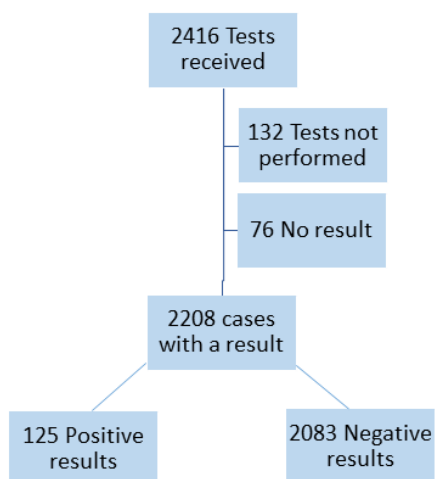 2416 Tests
received
132 Tests not
performed
76 No result
2208 cases
with a result
125 Positive
results
2083 Negative
results